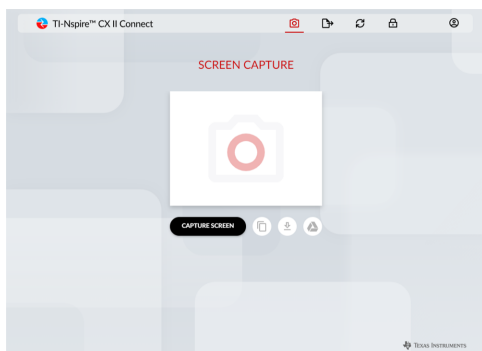 TI-Nspire™ CX II Connect
SCREEN CAPTURE
CAPTURE SCREEN
TEXAS INSTRUMENTS